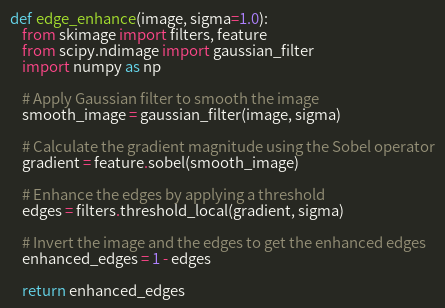 def edge_enhance(image, sigma=1.0):
from skimage import filters, feature
from scipy.ndimage import gaussian_filter
import numpy as np
# Apply Gaussian filter to smooth the image
smooth_image = gaussian_filter(image, sigma)
# Calculate the gradient magnitude using the Sobel operator
gradient = feature.sobel(smooth_image)
# Enhance the edges by applying a threshold
edges = filters.threshold_local(gradient, sigma)
# Invert the image and the edges to get the enhanced edges
enhanced_edges = 1 - edges
return enhanced_edges